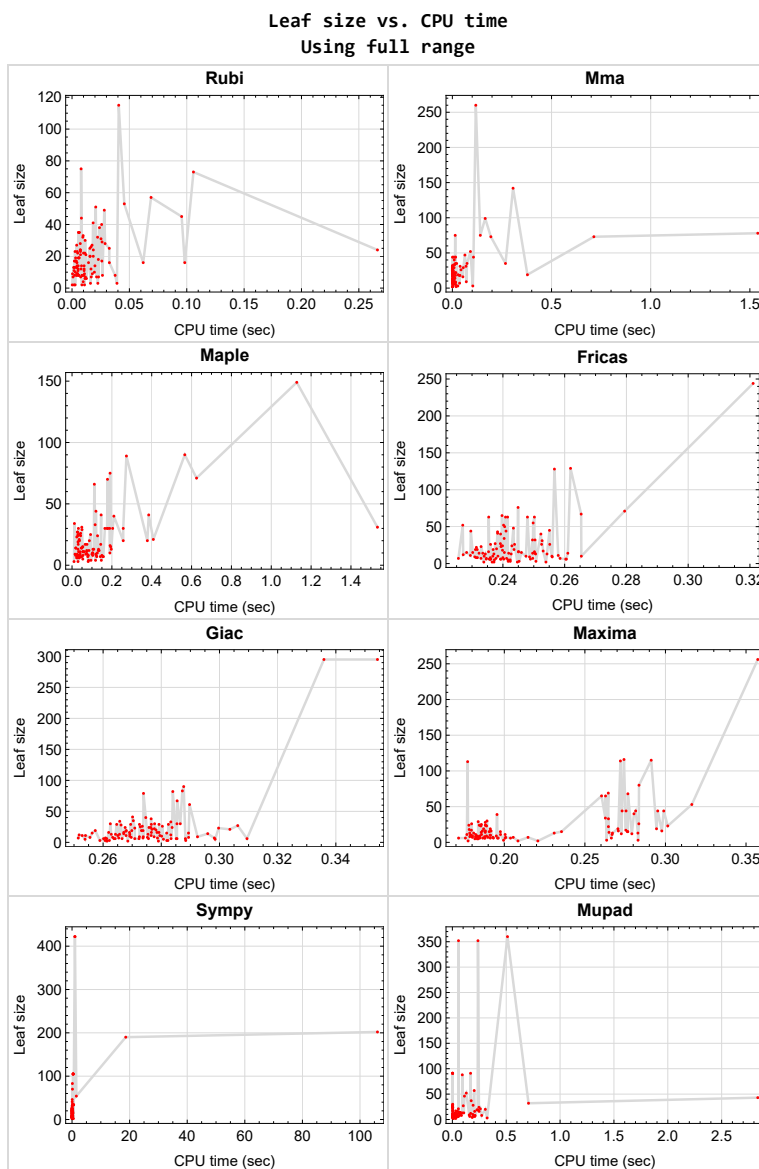 Leaf size vs. CPU time
Using full range
Rubi
Leaf size
120
100
80
60
40
20
0
0.00 0.05 0.10 0.15 0.20 0.25
CPU time (sec)
Mma
Leaf size
250
200
150
100
50
0
0.0 0.5 1.0 1.5
CPU time (sec)
Maple
Leaf size
150
100
50
0
0.0 0.2 0.4 0.6 0.8 1.0 1.2 1.4
CPU time (sec)
Fricas
Leaf size
250
200
150
100
50
0
0.24 0.26 0.28 0.30 0.32
CPU time (sec)
Giac
Leaf size
300
250
200
150
100
50
0
0.26 0.28 0.30 0.32 0.34
CPU time (sec)
Maxima
Leaf size
250
200
150
100
50
0
0.20 0.25 0.30 0.35
CPU time (sec)
Sympy
Leaf size
400
300
200
100
0
0 20 40 60 80 100
CPU time (sec)
Mupad
Leaf size
350
300
250
200
150
100
50
0
0.0 0.5 1.0 1.5 2.0 2.5
CPU time (sec)